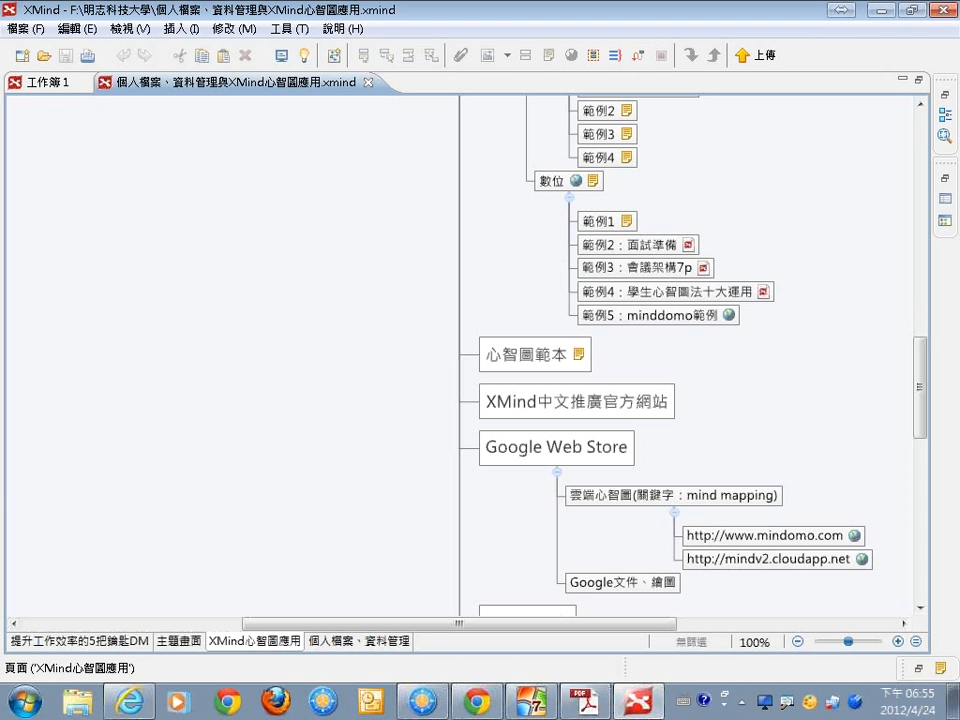 XMind - F:\明志科技大學\個人檔案、資料管理與XMind心智圖應用.xmind
檔案 (F) 編輯 (E) 檢視 (V) 插入 (I) 修改 (M) 工具 (T) 說明 (H)
上傳
工作簿 1 個人檔案、資料管理與XMind心智圖應用.xmind
範例2
範例3
範例4
數位
範例1
範例2：面試準備
範例3：會議架構7p
範例4：學生心智圖法十大運用
範例5：minddomo範例
心智圖範本
XMind中文推廣官方網站
Google Web Store
雲端心智圖(關鍵字：mind mapping)
http://www.mindomo.com
http://mindv2.cloudapp.net
Google文件、繪圖
提升工作效率的5把鑰匙DM 主題畫面 XMind心智圖應用 個人檔案、資料管理 無篩選 100%
頁面 ('XMind心智圖應用')
下午 06:55
2012/4/24